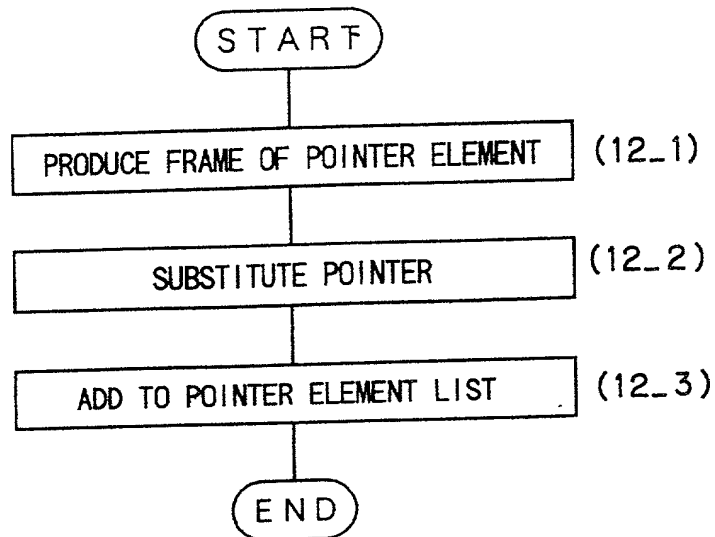 START
PRODUCE FRAME OF POINTER ELEMENT (12_1)
SUBSTITUTE POINTER (12_2)
ADD TO POINTER ELEMENT LIST (12_3)
END